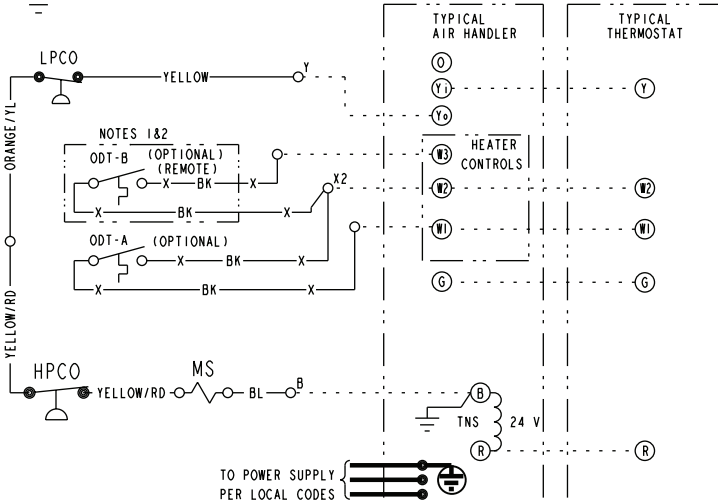 TYPICAL
AIR HANDLER
TYPICAL
THERMOSTAT
LPCO
YELLOW
Y
O
Yi
Y
Yo
ORANGE/YL
NOTES 1&2
ODT-B
(OPTIONAL)
(REMOTE)
X
BK
X
X
BK
X
X2
W3
HEATER
CONTROLS
W2
W2
ODT-A
(OPTIONAL)
X
BK
X
X
BK
X
W1
W1
G
G
YELLOW/RD
HPCO
YELLOW/RD
MS
BL
B
B
TNS
24 V
R
R
TO POWER SUPPLY
PER LOCAL CODES